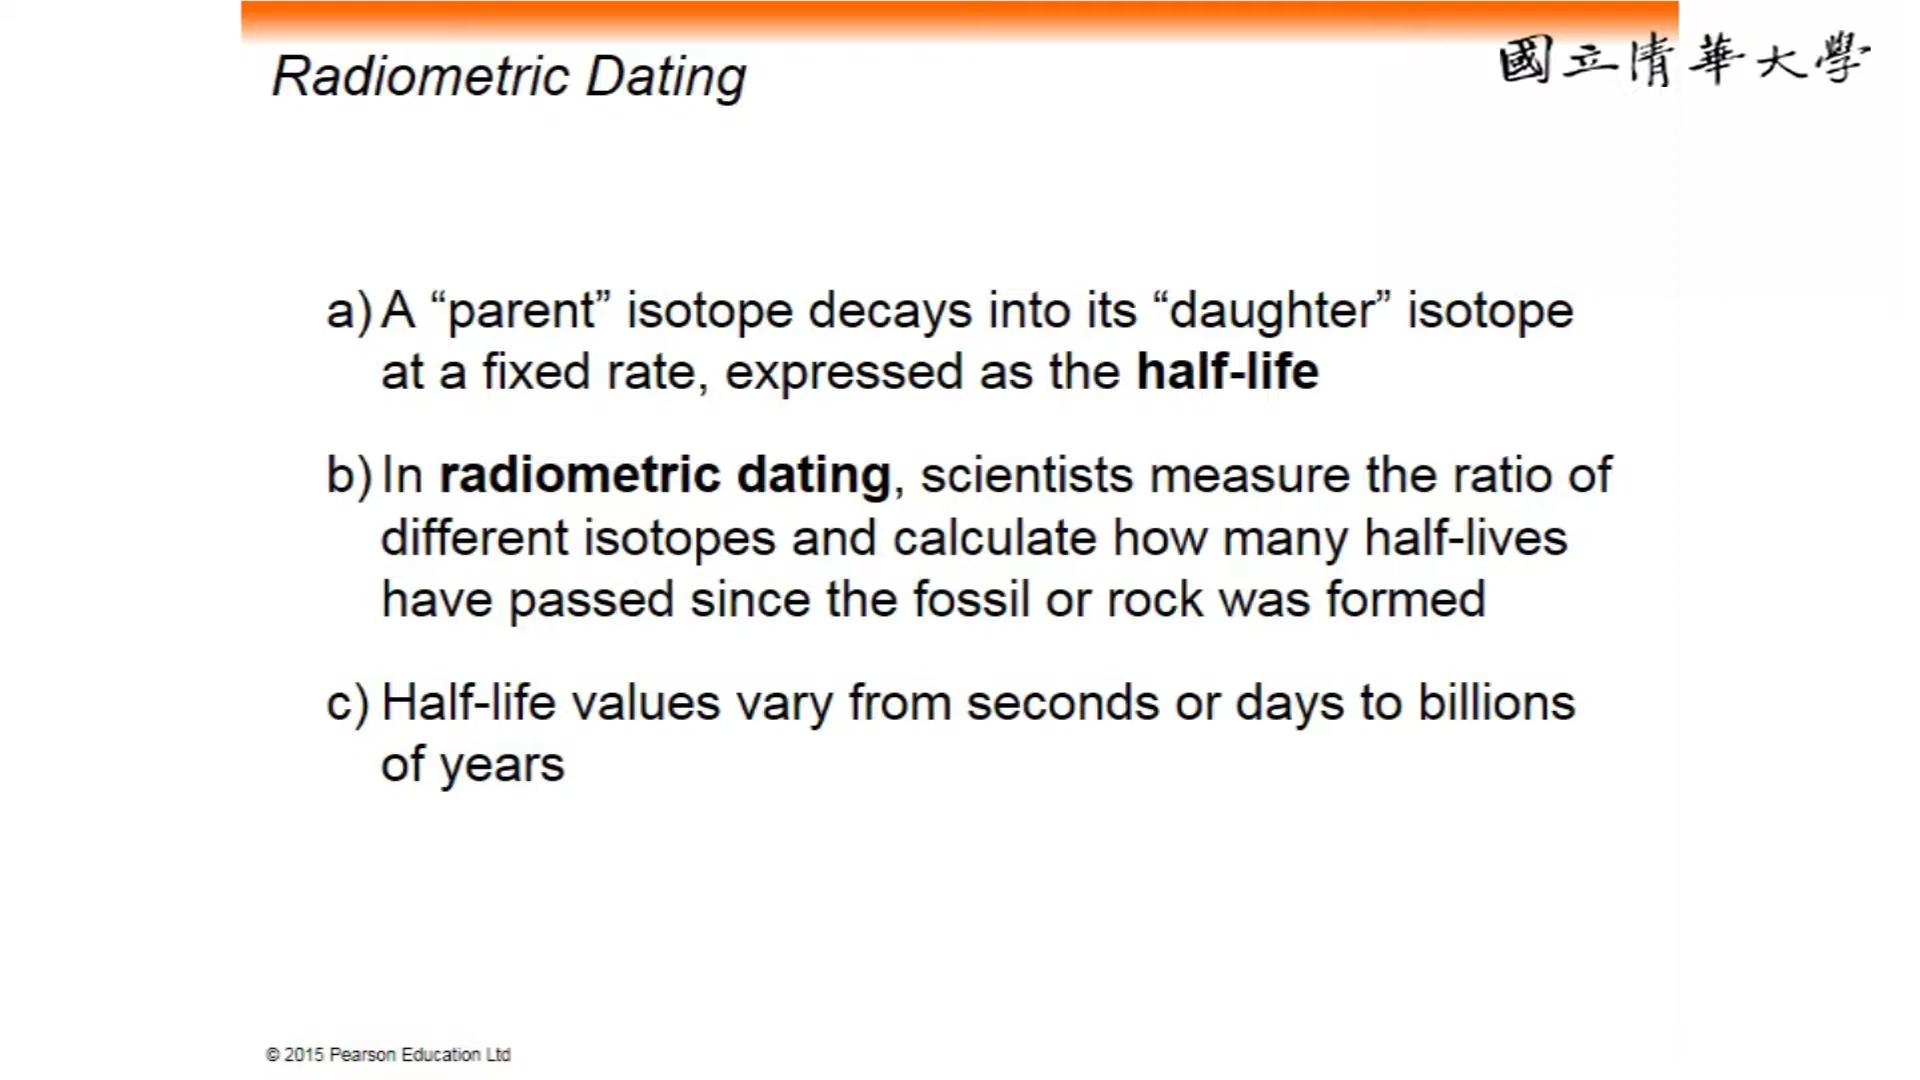 Radiometric Dating
國立清華大學
a) A “parent” isotope decays into its “daughter” isotope
at a fixed rate, expressed as the half-life
b) In radiometric dating, scientists measure the ratio of
different isotopes and calculate how many half-lives
have passed since the fossil or rock was formed
c) Half-life values vary from seconds or days to billions
of years
© 2015 Pearson Education Ltd